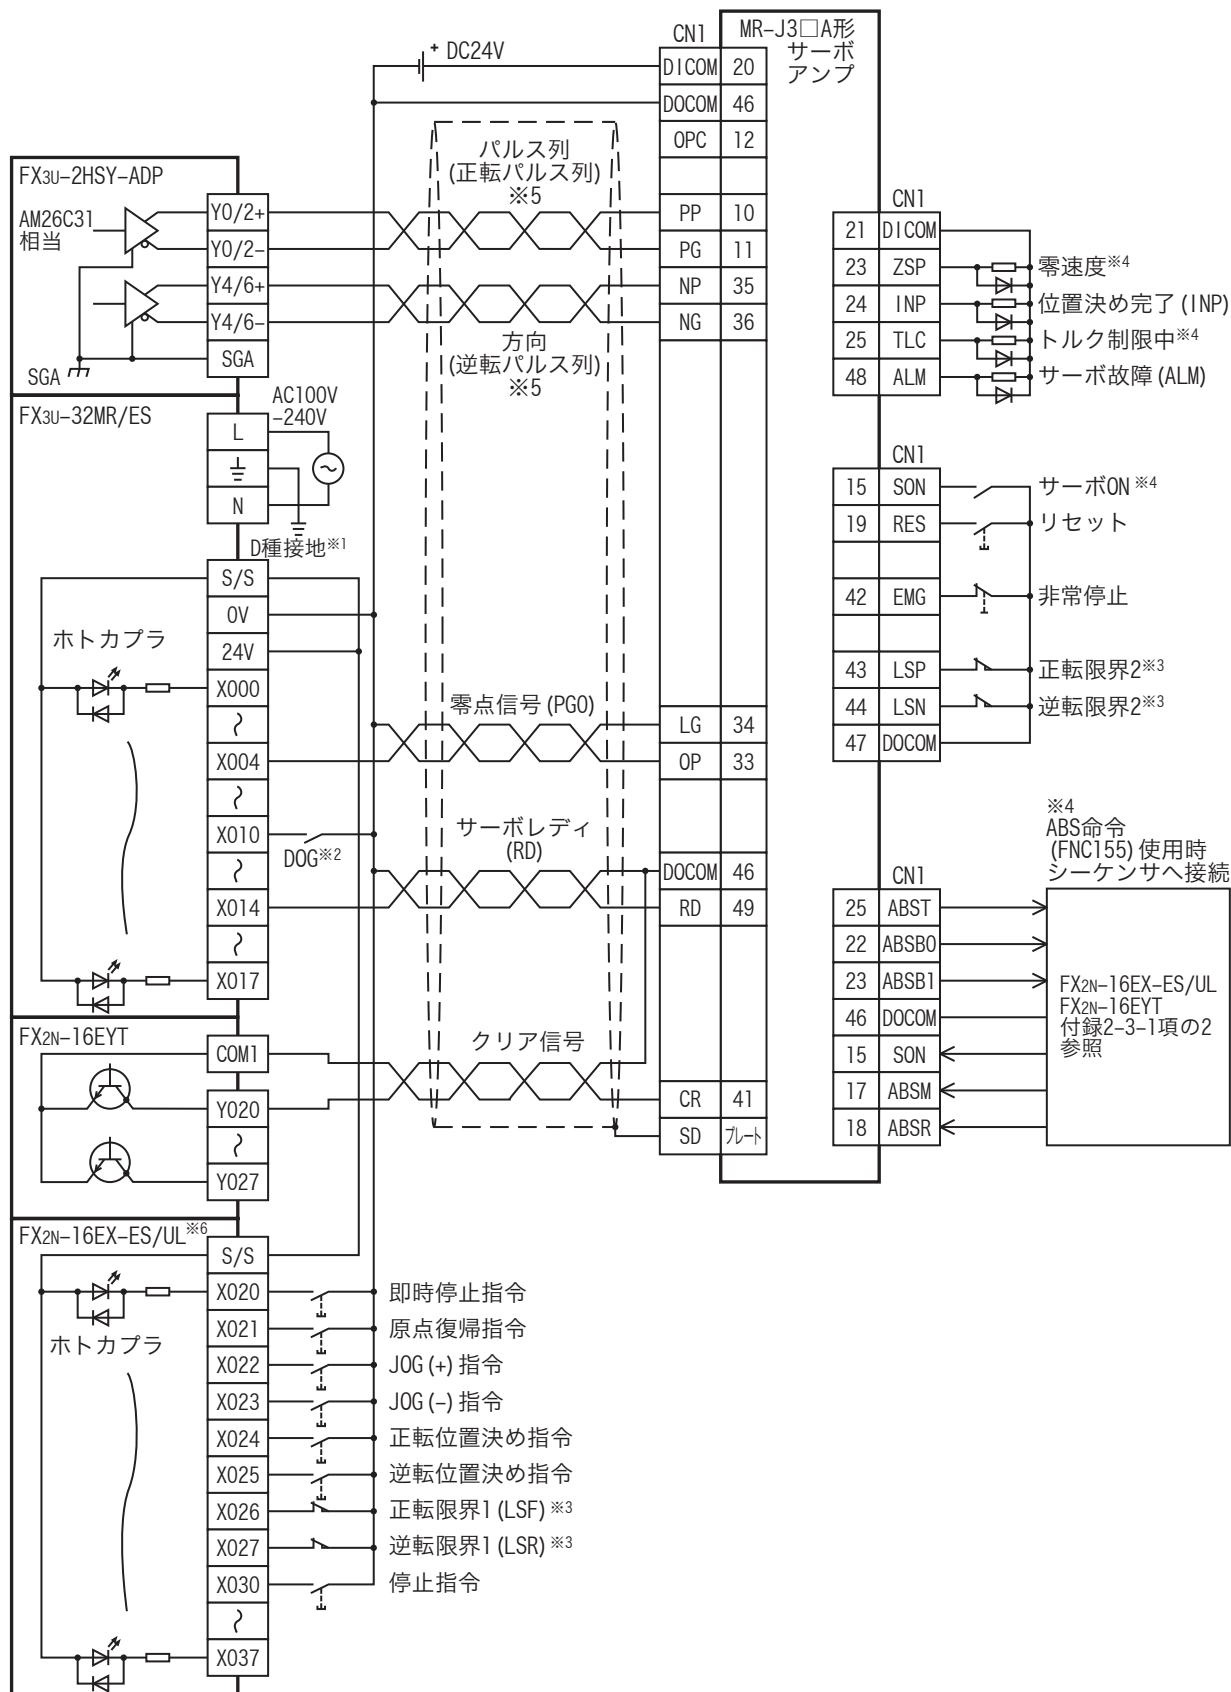 MR-J3□A形
サーボ
アンプ
CN1
+ DC24V
DICOM 20
DOCOM 46
OPC 12
PP 10
PG 11
NP 35
NG 36
LG 34
OP 33
DOCOM 46
RD 49
CR 41
SD プレート
パルス列
(正転パルス列)
※5
方向
(逆転パルス列)
※5
零点信号(PG0)
サーボレディ
(RD)
クリア信号
FX3U-2HSY-ADP
AM26C31
相当
Y0/2+
Y0/2-
Y4/6+
Y4/6-
SGA
SGA
FX3U-32MR/ES
AC100V
-240V
L
N
D種接地※1
S/S
0V
24V
ホトカプラ
X000
X004
X010
DOG※2
X014
X017
FX2N-16EYT
COM1
Y020
Y027
FX2N-16EX-ES/UL※6
S/S
X020 即時停止指令
X021 原点復帰指令
ホトカプラ
X022 JOG(+)指令
X023 JOG(-)指令
X024 正転位置決め指令
X025 逆転位置決め指令
X026 正転限界1(LSF)※3
X027 逆転限界1(LSR)※3
X030 停止指令
X037
CN1
21 DICOM
23 ZSP 零速度※4
24 INP 位置決め完了(INP)
25 TLC トルク制限中※4
48 ALM サーボ故障(ALM)
CN1
15 SON サーボON※4
19 RES リセット
42 EMG 非常停止
43 LSP 正転限界2※3
44 LSN 逆転限界2※3
47 DOCOM
※4
ABS命令
(FNC155)使用時
シーケンサへ接続
CN1
25 ABST
22 ABSB0
23 ABSB1
46 DOCOM
15 SON
17 ABSM
18 ABSR
FX2N-16EX-ES/UL
FX2N-16EYT
付録2-3-1項の2
参照